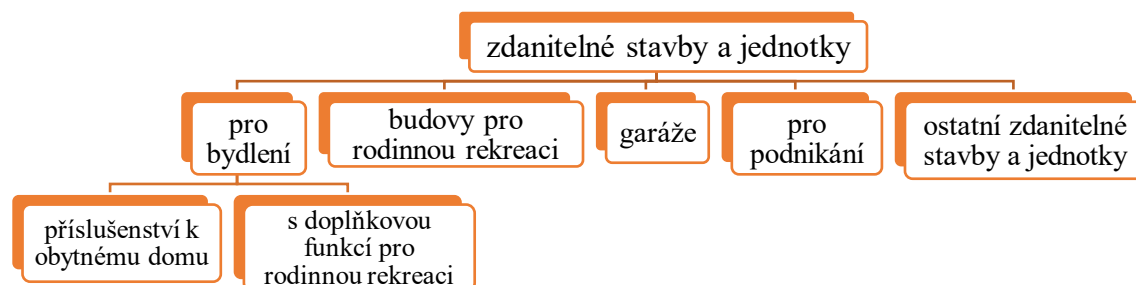 zdanitelné stavby a jednotky
pro
bydlení
budovy pro
rodinnou rekreaci
garáže
pro
podnikání
ostatní zdanitelné
stavby a jednotky
příslušenství k
obytnému domu
s doplňkovou
funkcí pro
rodinnou rekreaci